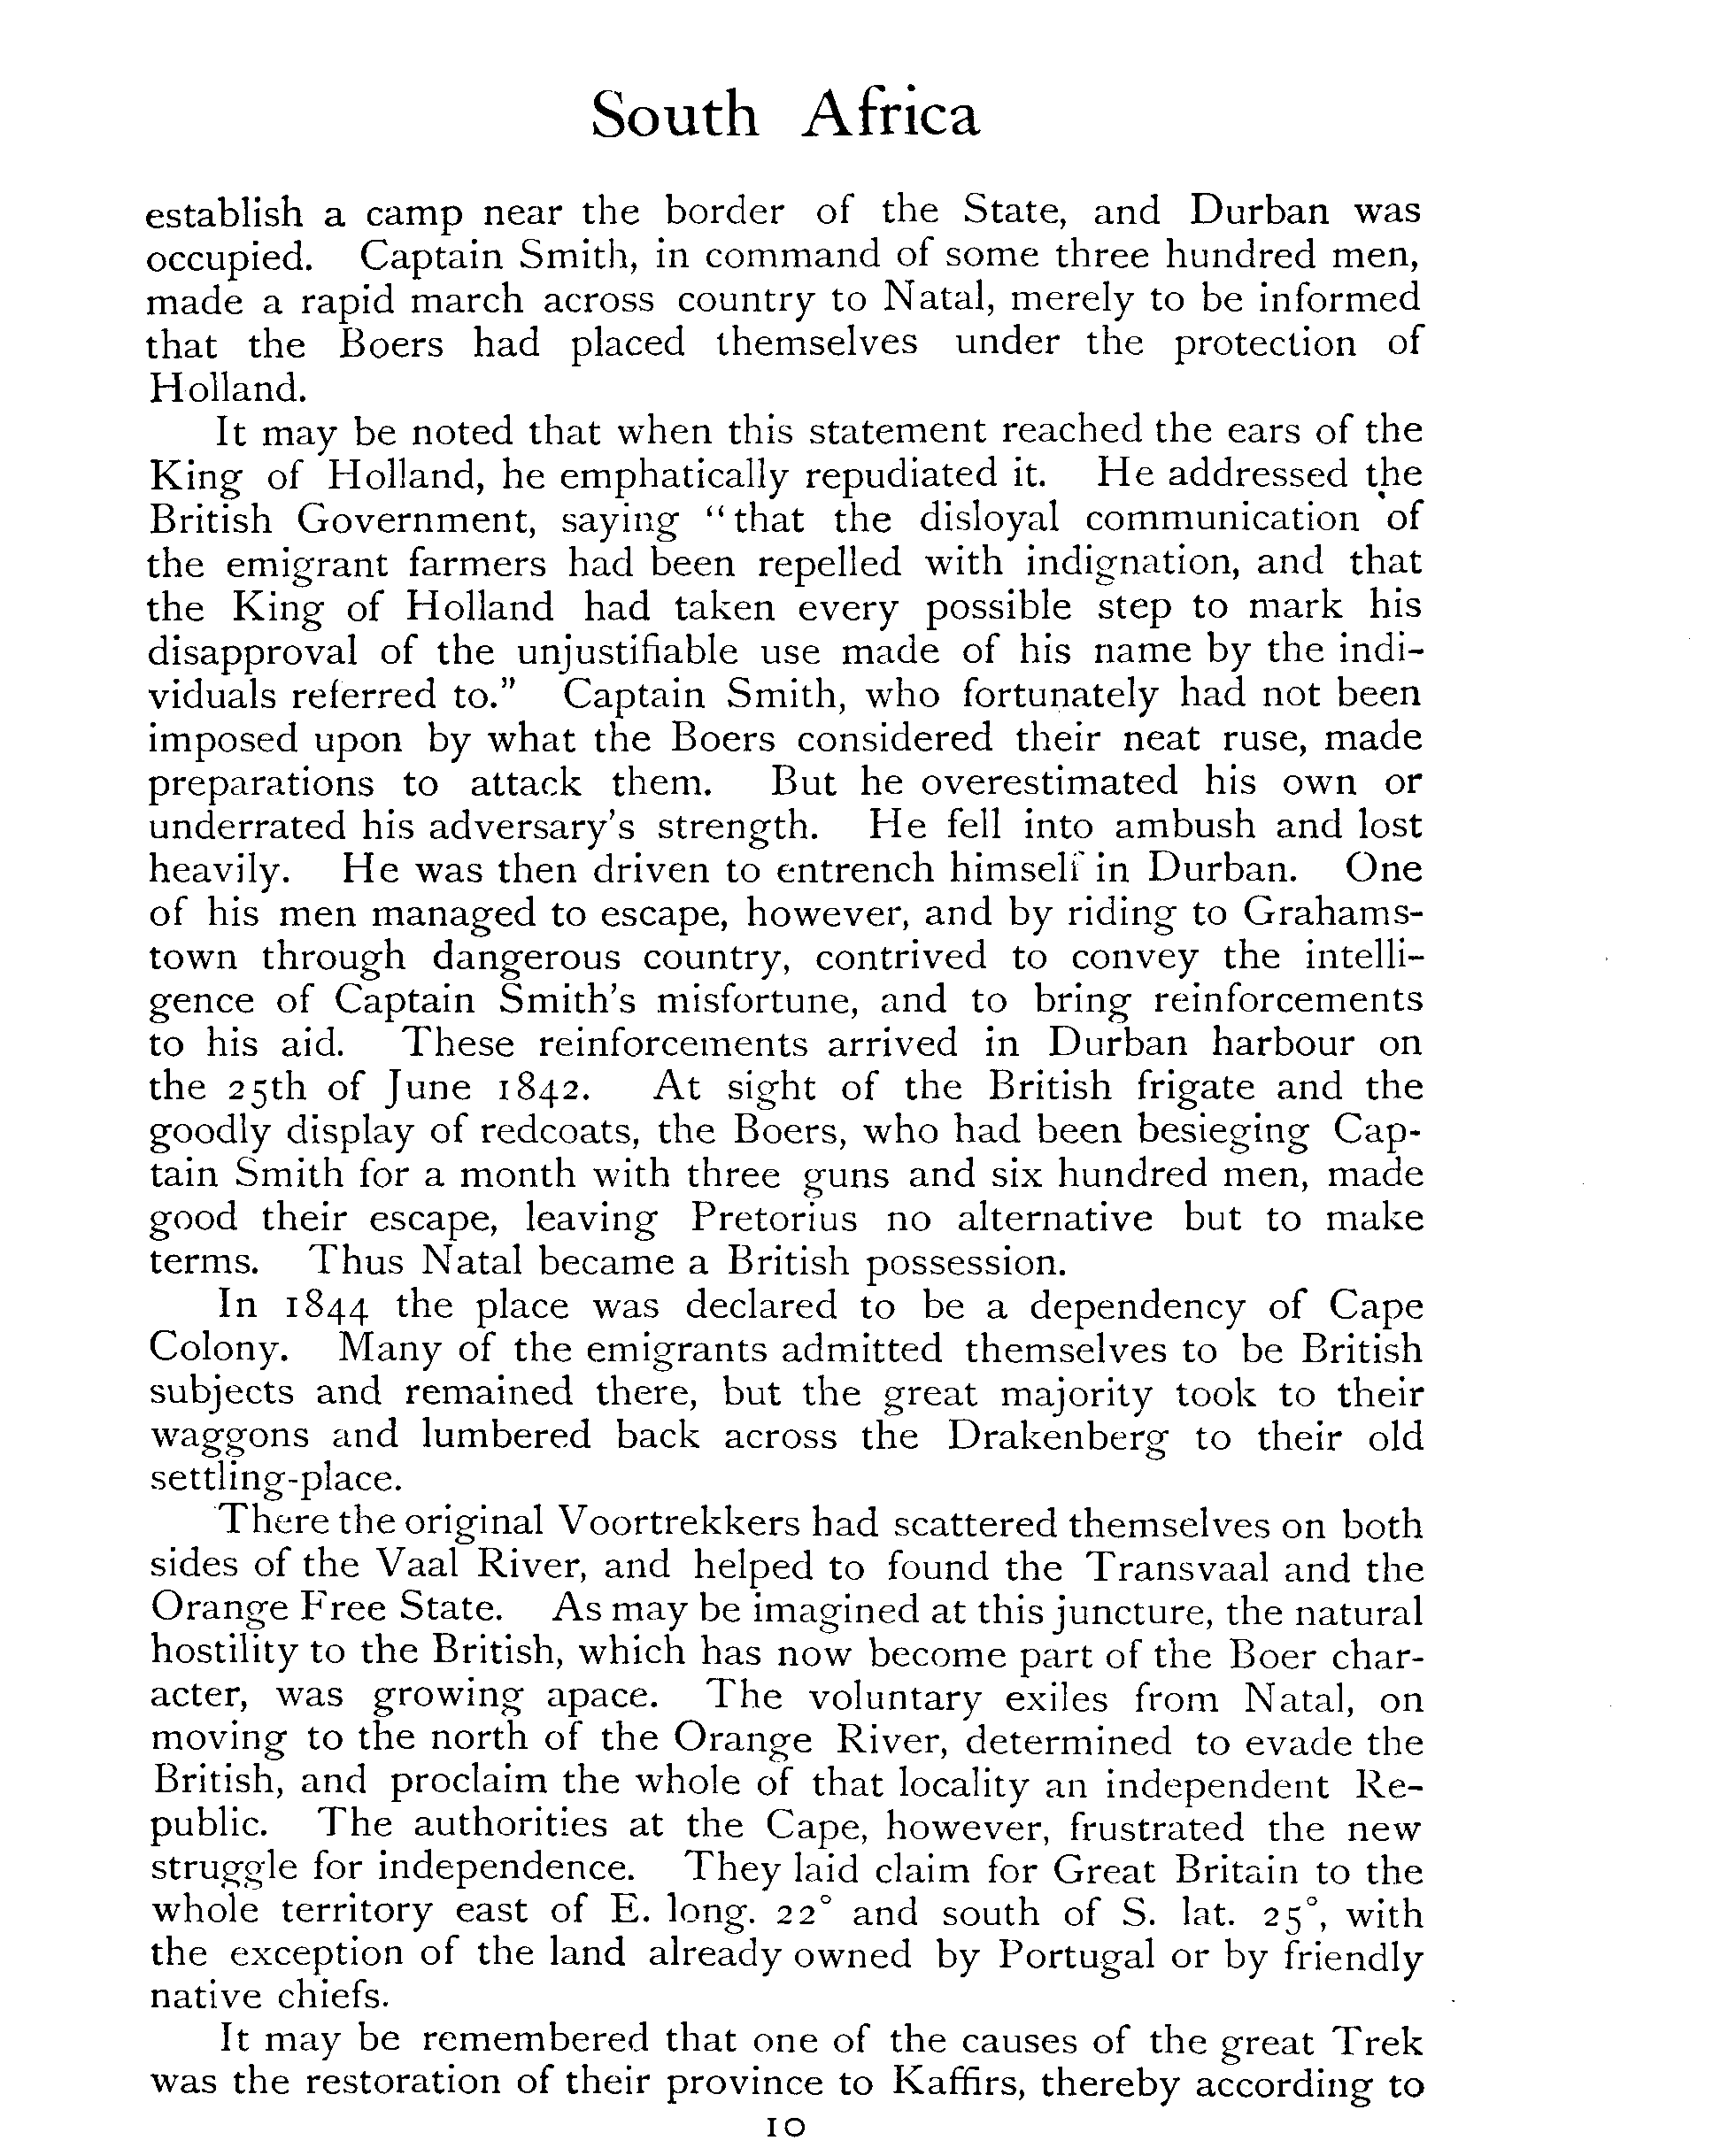 South Africa
establish a camp near the border of the State, and Durban was
occupied. Captain Smith, in command of some three hundred men,
made a rapid march across country to Natal, merely to be informed
that the Boers had placed themselves under the protection of
Holland.
It may be noted that when this statement reached the ears of the
King of Holland, he emphatically repudiated it. He addressed the
British Government, saying "that the disloyal communication of
the emigrant farmers had been repelled with indignation, and that
the King of Holland had taken every possible step to mark his
disapproval of the unjustifiable use made of his name by the indi-
viduals referred to." Captain Smith, who fortunately had not been
imposed upon by what the Boers considered their neat ruse, made
preparations to attack them. But he overestimated his own or
underrated his adversary's strength. He fell into ambush and lost
heavily. He was then driven to entrench himself in Durban. One
of his men managed to escape, however, and by riding to Grahams-
town through dangerous country, contrived to convey the intelli-
gence of Captain Smith's misfortune, and to bring reinforcements
to his aid. These reinforcements arrived in Durban harbour on
the 25th of June 1842. At sight of the British frigate and the
goodly display of redcoats, the Boers, who had been besieging Cap-
tain Smith for a month with three guns and six hundred men, made
good their escape, leaving Pretorius no alternative but to make
terms. Thus Natal became a British possession.
In 1844 the place was declared to be a dependency of Cape
Colony. Many of the emigrants admitted themselves to be British
subjects and remained there, but the great majority took to their
waggons and lumbered back across the Drakenberg to their old
settling-place.
There the original Voortrekkers had scattered themselves on both
sides of the Vaal River, and helped to found the Transvaal and the
Orange Free State. As may be imagined at this juncture, the natural
hostility to the British, which has now become part of the Boer char-
acter, was growing apace. The voluntary exiles from Natal, on
moving to the north of the Orange River, determined to evade the
British, and proclaim the whole of that locality an independent Re-
public. The authorities at the Cape, however, frustrated the new
struggle for independence. They laid claim for Great Britain to the
whole territory east of E. long. 22° and south of S. lat. 25°, with
the exception of the land already owned by Portugal or by friendly
native chiefs.
It may be remembered that one of the causes of the great Trek
was the restoration of their province to Kaffirs, thereby according to
10